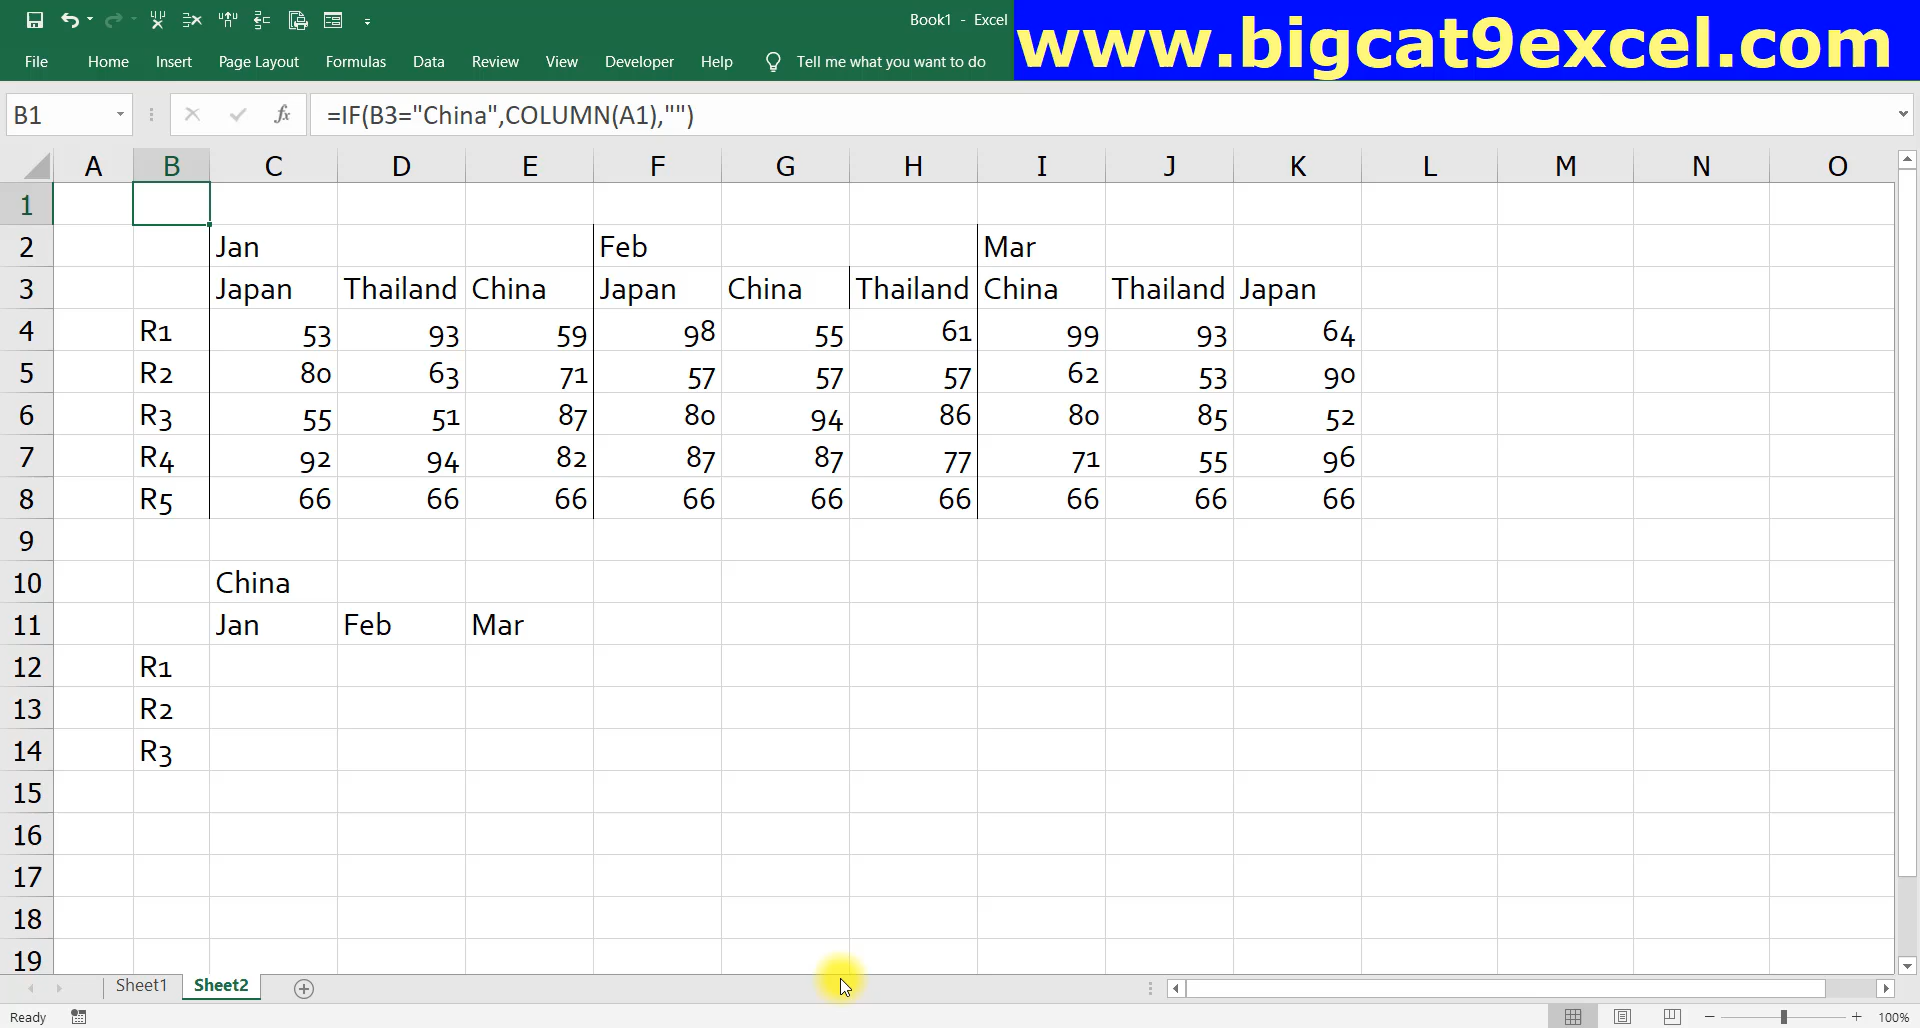 Book1 - Excel
www.bigcat9excel.com
File Home Insert Page Layout Formulas Data Review View Developer Help Tell me what you want to do
B1 fx =IF(B3="China",COLUMN(A1),"")
A B C D E F G H I J K L M N O
1
2 Jan Feb Mar
3 Japan Thailand China Japan China Thailand China Thailand Japan
4 R1 53 93 59 98 55 61 99 93 64
5 R2 80 63 71 57 57 57 62 53 90
6 R3 55 51 87 80 94 86 80 85 52
7 R4 92 94 82 87 87 77 71 55 96
8 R5 66 66 66 66 66 66 66 66 66
9
10 China
11 Jan Feb Mar
12 R1
13 R2
14 R3
15
16
17
18
19
Sheet1 Sheet2
Ready 100%